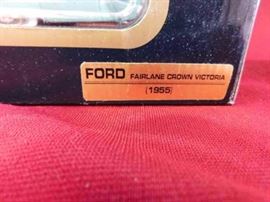 FORD FAIRLANE CROWN VICTORIA
(1955)